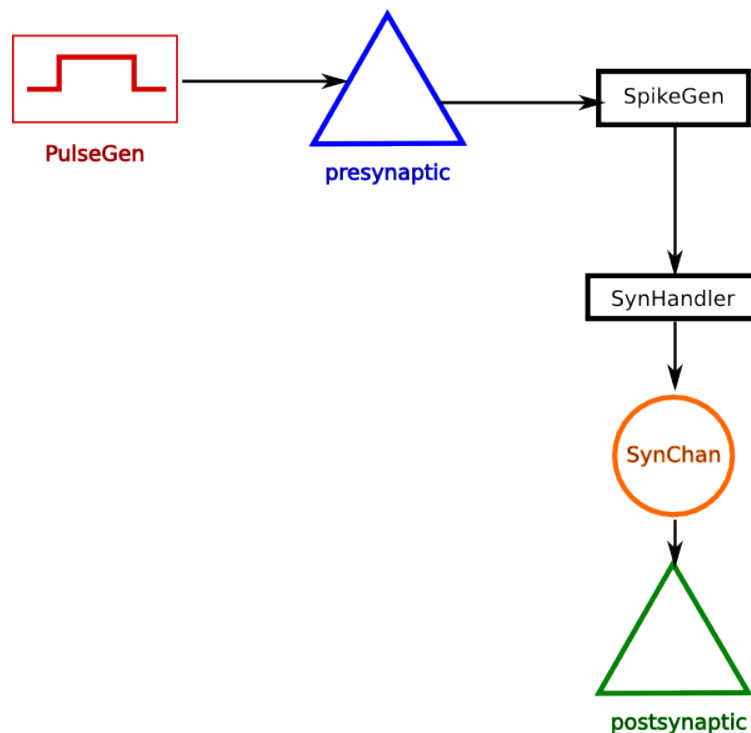 PulseGen
presynaptic
SpikeGen
SynHandler
SynChan
postsynaptic